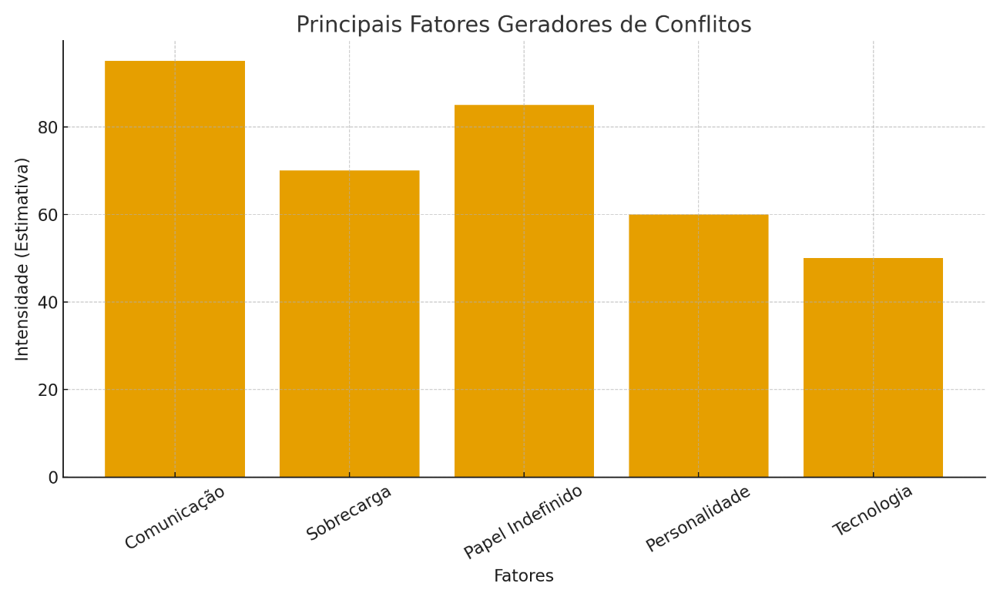 Principais Fatores Geradores de Conflitos
Intensidade (Estimativa)
80
60
40
20
0
Comunicação
Sobrecarga
Papel Indefinido
Personalidade
Tecnologia
Fatores